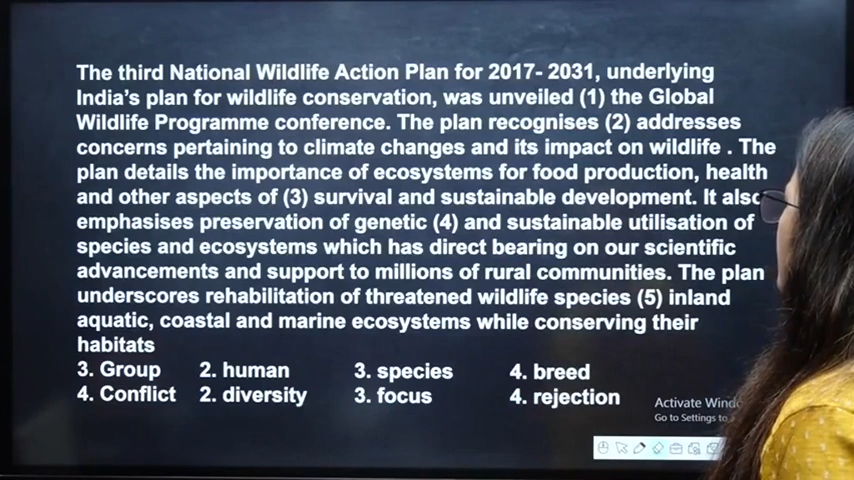 The third National Wildlife Action Plan for 2017- 2031, underlying
India's plan for wildlife conservation, was unveiled (1) the Global
Wildlife Programme conference. The plan recognises (2) addresses
concerns pertaining to climate changes and its impact on wildlife . The
plan details the importance of ecosystems for food production, health
and other aspects of (3) survival and sustainable development. It also
emphasises preservation of genetic (4) and sustainable utilisation of
species and ecosystems which has direct bearing on our scientific
advancements and support to millions of rural communities. The plan
underscores rehabilitation of threatened wildlife species (5) inland
aquatic, coastal and marine ecosystems while conserving their
habitats
3. Group 2. human 3. species 4. breed
4. Conflict 2. diversity 3. focus 4. rejection
Activate
Go to Settings to